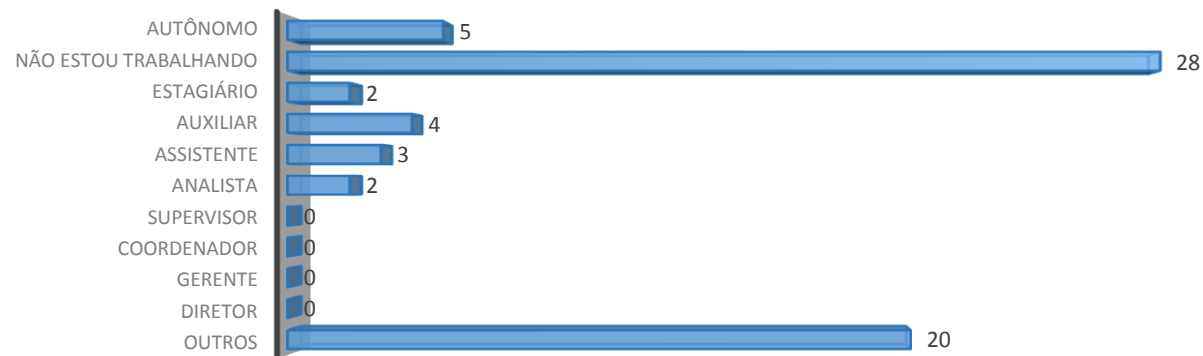 AUTÔNOMO 5
NÃO ESTOU TRABALHANDO 28
ESTAGIÁRIO 2
AUXILIAR 4
ASSISTENTE 3
ANALISTA 2
SUPERVISOR 0
COORDENADOR 0
GERENTE 0
DIRETOR 0
OUTROS 20